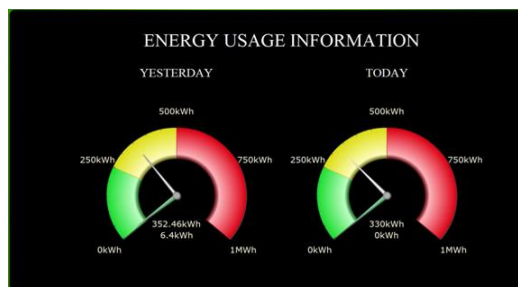 ENERGY USAGE INFORMATION
YESTERDAY
500kWh
250kWh
750kWh
352.46kWh
6.4kWh
0kWh
1MWh
TODAY
500kWh
250kWh
750kWh
330kWh
0kWh
0kWh
1MWh